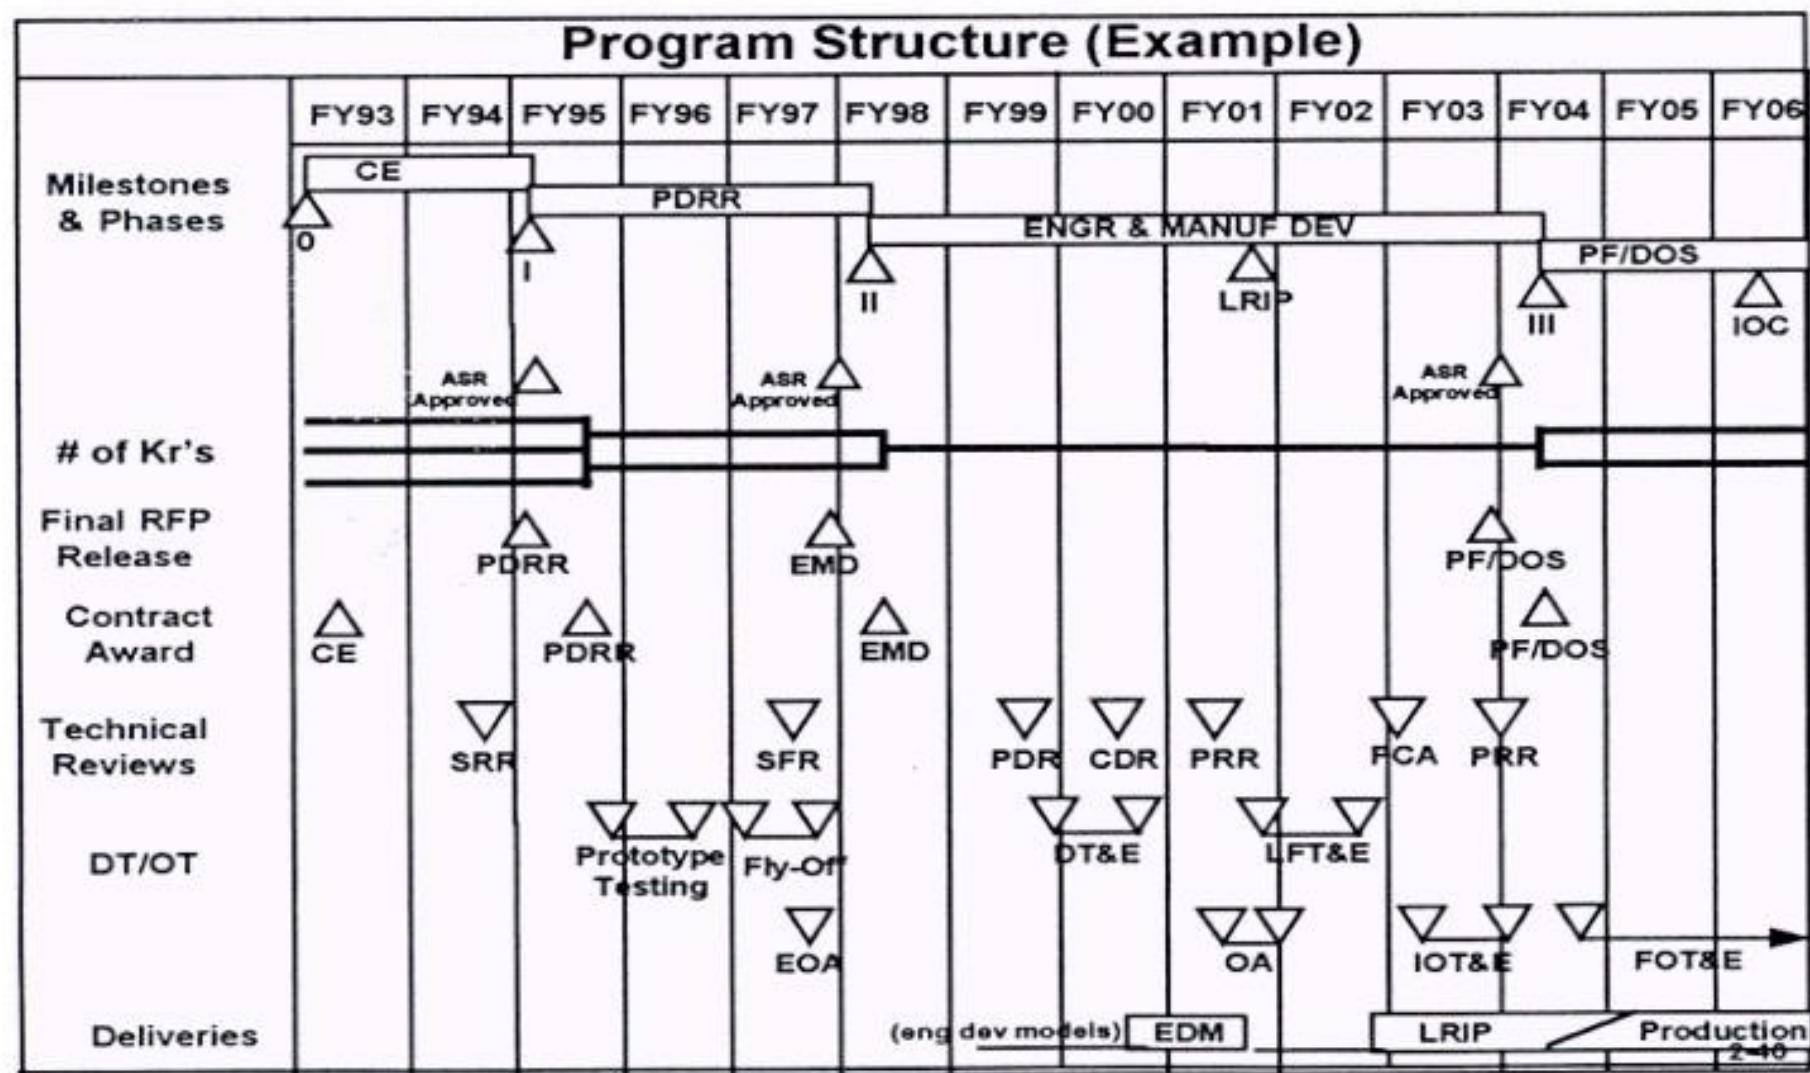 Program Structure (Example)
FY93 FY94 FY95 FY96 FY97 FY98 FY99 FY00 FY01 FY02 FY03 FY04 FY05 FY06
Milestones
& Phases
CE
PDRR
ENGR & MANUF DEV
PF/DOS
0
I
II
LRIP
III
IOC
ASR
Approved
ASR
Approved
ASR
Approved
# of Kr's
Final RFP
Release
PDRR
EMD
PF/DOS
Contract
Award
CE
PDRR
EMD
PF/DOS
Technical
Reviews
SRR
SFR
PDR
CDR
PRR
FCA
PRR
DT/OT
Prototype
Testing
Fly-Off
DT&E
LFT&E
EOA
OA
IOT&E
FOT&E
Deliveries
(eng dev models)
EDM
LRIP
Production
2-40